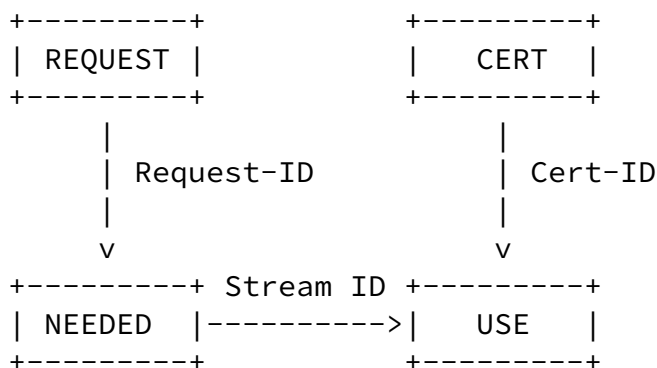 REQUEST CERT
Request-ID Cert-ID
Stream ID
NEEDED USE